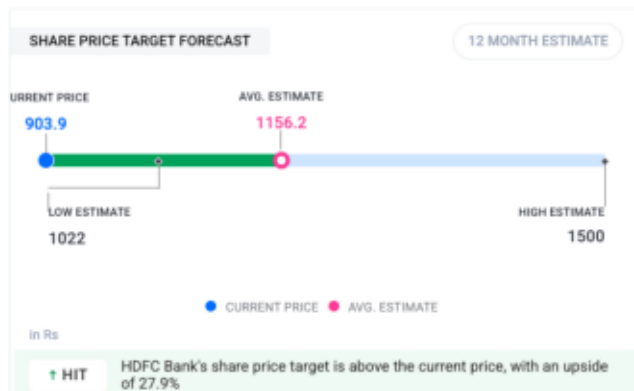 SHARE PRICE TARGET FORECAST
12 MONTH ESTIMATE
URRENT PRICE
AVG. ESTIMATE
903.9
1156.2
LOW ESTIMATE
HIGH ESTIMATE
1022
1500
CURRENT PRICE
AVG. ESTIMATE
in Rs
↑ HIT
HDFC Bank's share price target is above the current price, with an upside
of 27.9%